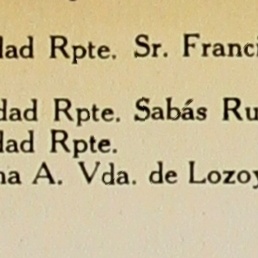 dad Rpte. Sr. Franci
dad Rpte. Sabás Ru
dad Rpte.
na A. Vda. de Lozoy